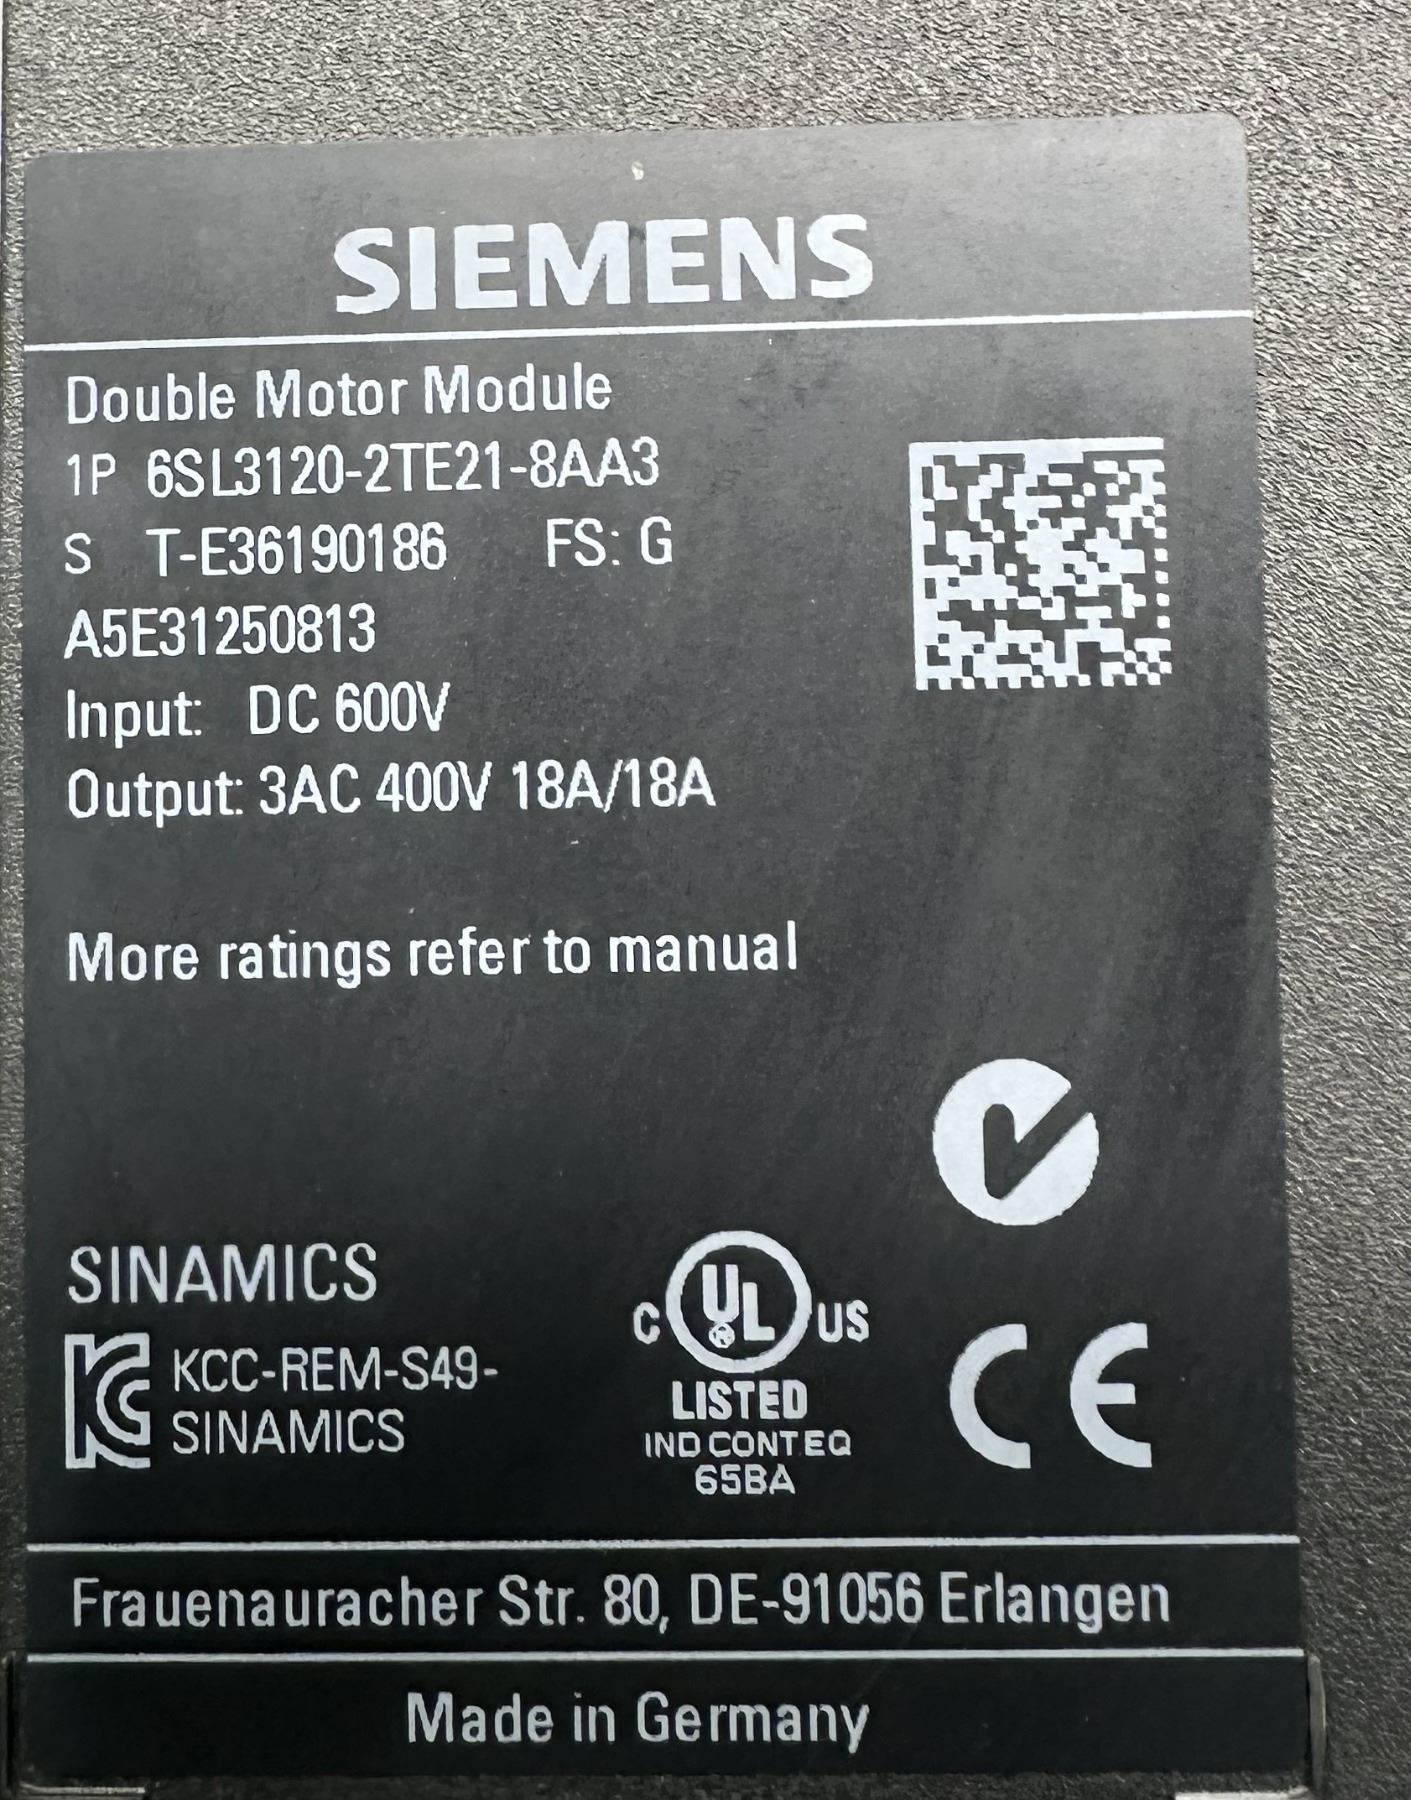 SIEMENS
Double Motor Module
1P 6SL3120-2TE21-8AA3
S T-E36190186 FS: G
A5E31250813
Input: DC 600V
Output: 3AC 400V 18A/18A
More ratings refer to manual
SINAMICS
KCC-REM-S49-
SINAMICS
C UL US
LISTED
IND CONT EQ
65BA
CE
Frauenauracher Str. 80, DE-91056 Erlangen
Made in Germany